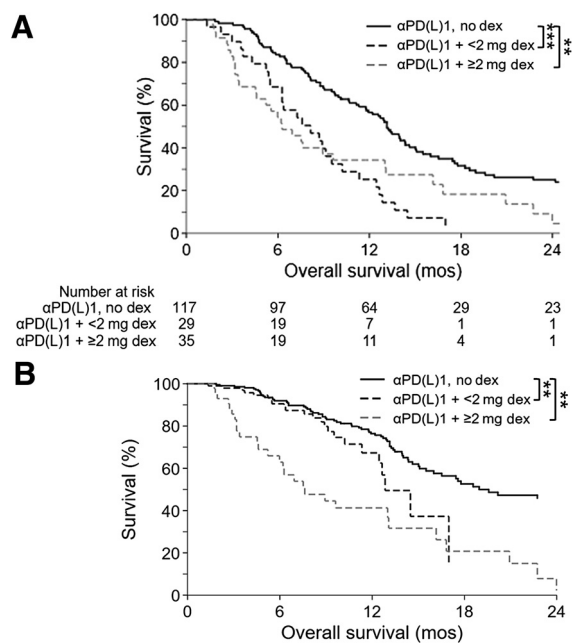 A
αPD(L)1, no dex
αPD(L)1 + <2 mg dex
αPD(L)1 + ≥2 mg dex
***
**
Survival (%)
100
80
60
40
20
0
0 6 12 18 24
Overall survival (mos)
Number at risk
αPD(L)1, no dex 117 97 64 29 23
αPD(L)1 + <2 mg dex 29 19 7 1 1
αPD(L)1 + ≥2 mg dex 35 19 11 4 1
B
αPD(L)1, no dex
αPD(L)1 + <2 mg dex
αPD(L)1 + ≥2 mg dex
**
**
Survival (%)
100
80
60
40
20
0
0 6 12 18 24
Overall survival (mos)